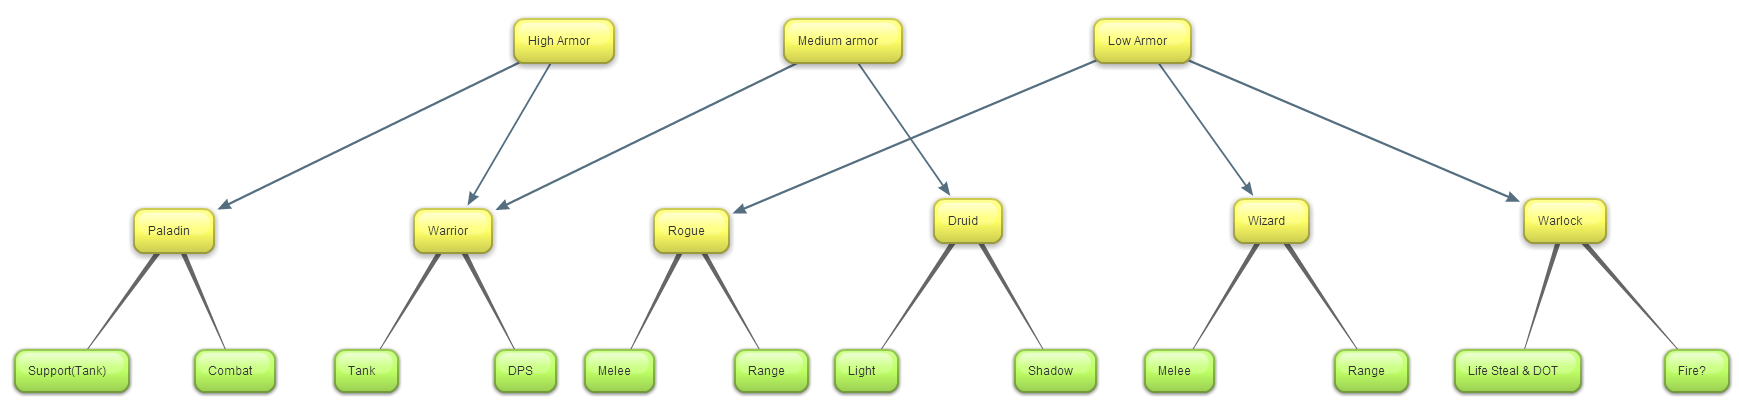 High Armor
Medium armor
Low Armor
Paladin
Warrior
Rogue
Druid
Wizard
Warlock
Support(Tank)
Combat
Tank
DPS
Melee
Range
Light
Shadow
Melee
Range
Life Steal & DOT
Fire?